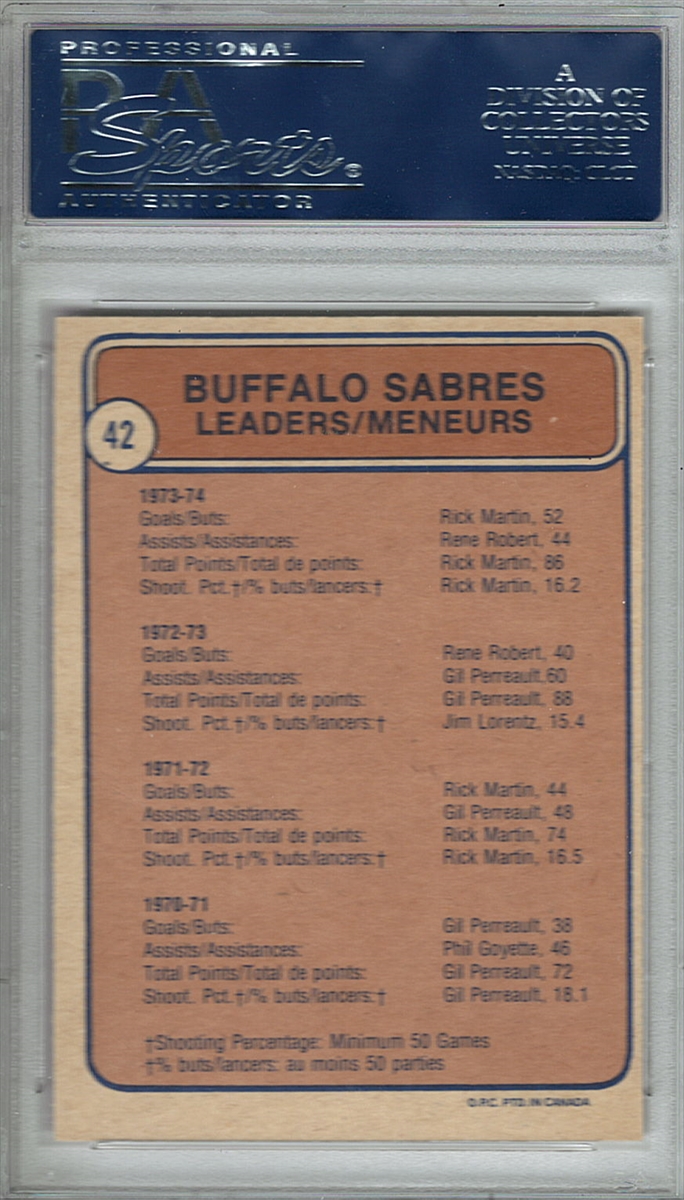 PROFESSIONAL
PSA
Sports®
AUTHENTICATOR
A
DIVISION OF
COLLECTORS
UNIVERSE
NASDAQ: CLCT
BUFFALO SABRES
LEADERS/MENEURS
42
1973-74
Goals/Buts: Rick Martin, 52
Assists/Assistances: Rene Robert, 44
Total Points/Total de points: Rick Martin, 86
Shoot. Pct.†/% buts/lancers:† Rick Martin, 16.2
1972-73
Goals/Buts: Rene Robert, 40
Assists/Assistances: Gil Perreault,60
Total Points/Total de points: Gil Perreault, 88
Shoot. Pct.†/% buts/lancers:† Jim Lorentz, 15.4
1971-72
Goals/Buts: Rick Martin, 44
Assists/Assistances: Gil Perreault, 48
Total Points/Total de points: Rick Martin, 74
Shoot. Pct.†/% buts/lancers:† Rick Martin, 16.5
1970-71
Goals/Buts: Gil Perreault, 38
Assists/Assistances: Phil Goyette, 46
Total Points/Total de points: Gil Perreault, 72
Shoot. Pct.†/% buts/lancers:† Gil Perreault, 18.1
†Shooting Percentage: Minimum 50 Games
†% buts/lancers: au moins 50 parties
O.P.C. PTD. IN CANADA